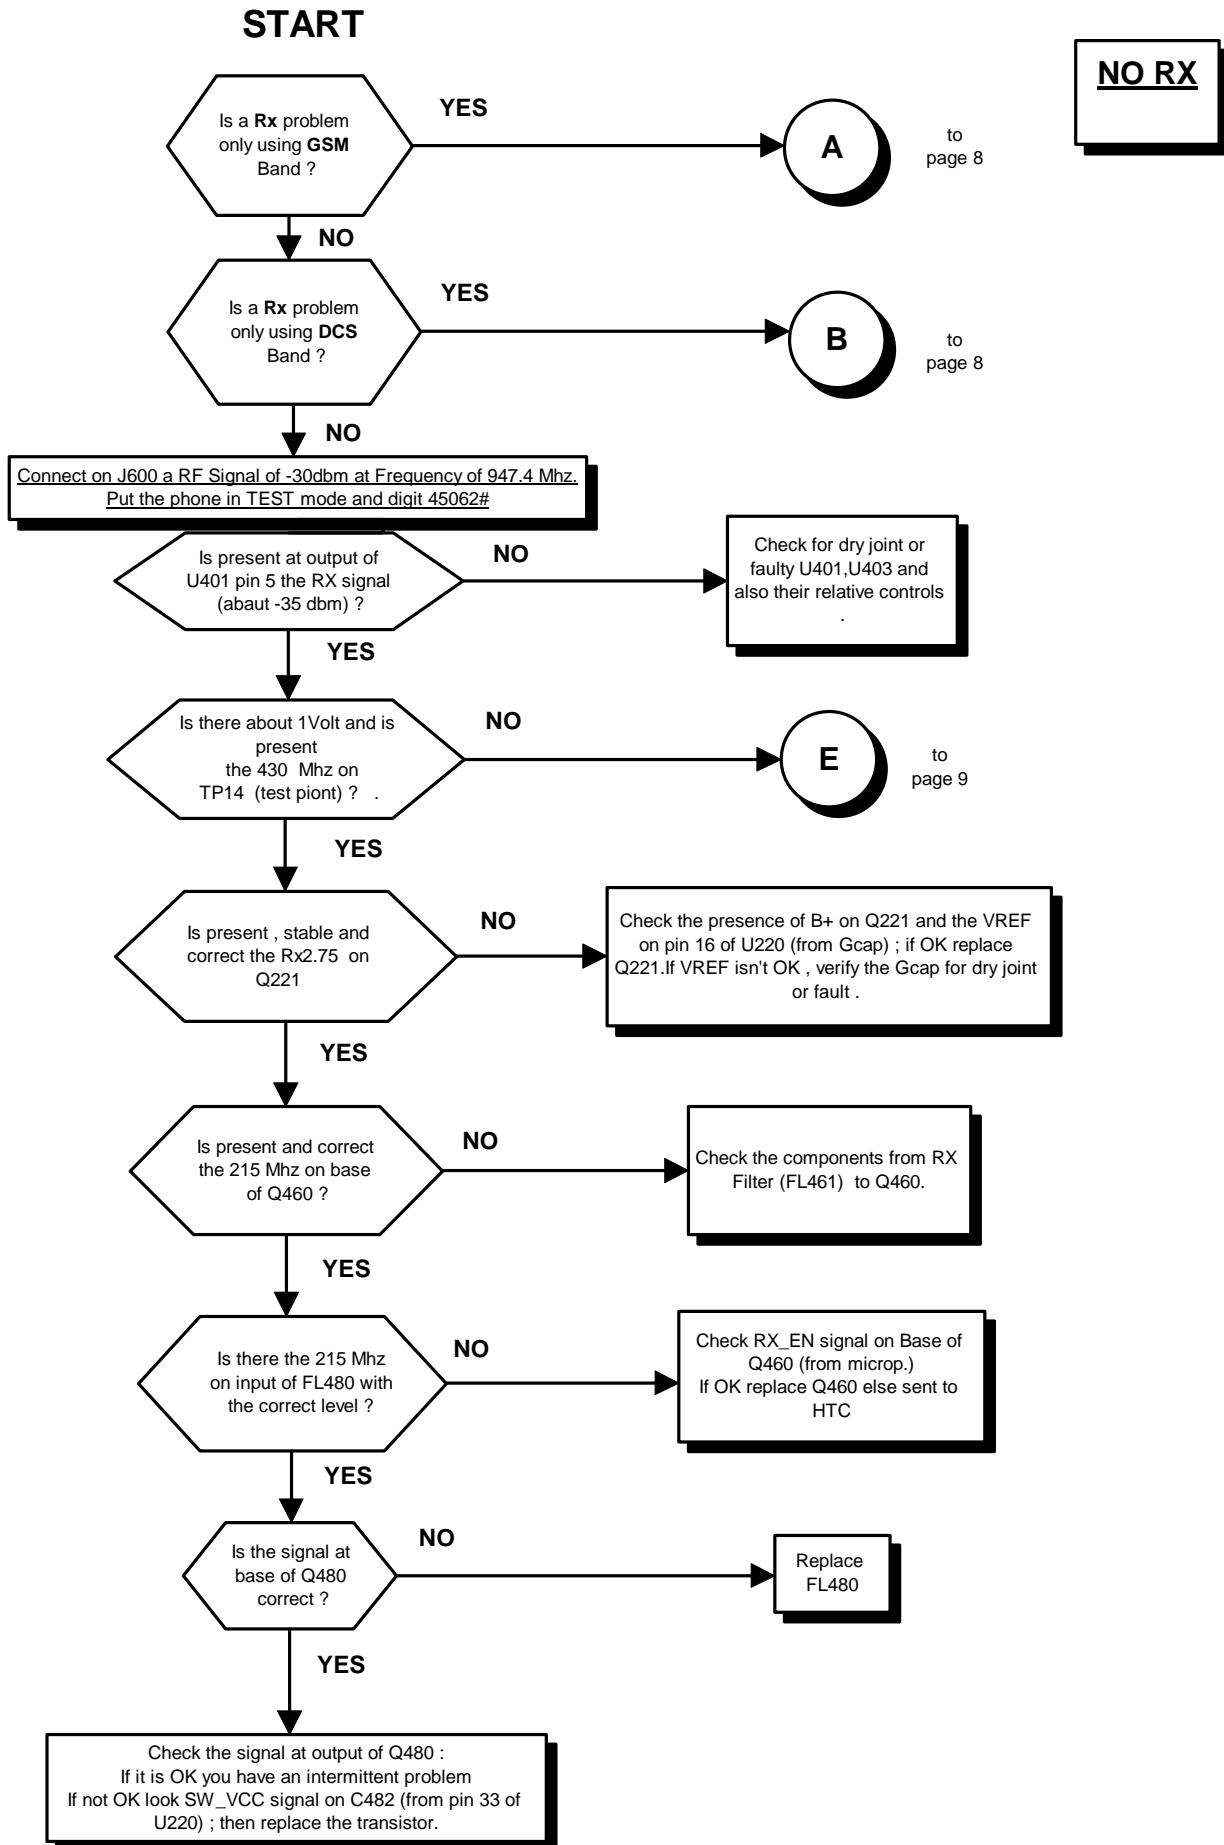 START
NO RX
Is a Rx problem
only using GSM
Band ?
YES
A
to
page 8
NO
Is a Rx problem
only using DCS
Band ?
YES
B
to
page 8
NO
Connect on J600 a RF Signal of -30dbm at Frequency of 947.4 Mhz.
Put the phone in TEST mode and digit 45062#
Is present at output of
U401 pin 5 the RX signal
(abaut -35 dbm) ?
NO
Check for dry joint or
faulty U401,U403 and
also their relative controls
.
YES
Is there about 1Volt and is
present
the 430 Mhz on
TP14 (test piont) ? .
NO
E
to
page 9
YES
Is present , stable and
correct the Rx2.75 on
Q221
NO
Check the presence of B+ on Q221 and the VREF
on pin 16 of U220 (from Gcap) ; if OK replace
Q221.If VREF isn't OK , verify the Gcap for dry joint
or fault .
YES
Is present and correct
the 215 Mhz on base
of Q460 ?
NO
Check the components from RX
Filter (FL461) to Q460.
YES
Is there the 215 Mhz
on input of FL480 with
the correct level ?
NO
Check RX_EN signal on Base of
Q460 (from microp.)
If OK replace Q460 else sent to
HTC
YES
Is the signal at
base of Q480
correct ?
NO
Replace
FL480
YES
Check the signal at output of Q480 :
If it is OK you have an intermittent problem
If not OK look SW_VCC signal on C482 (from pin 33 of
U220) ; then replace the transistor.